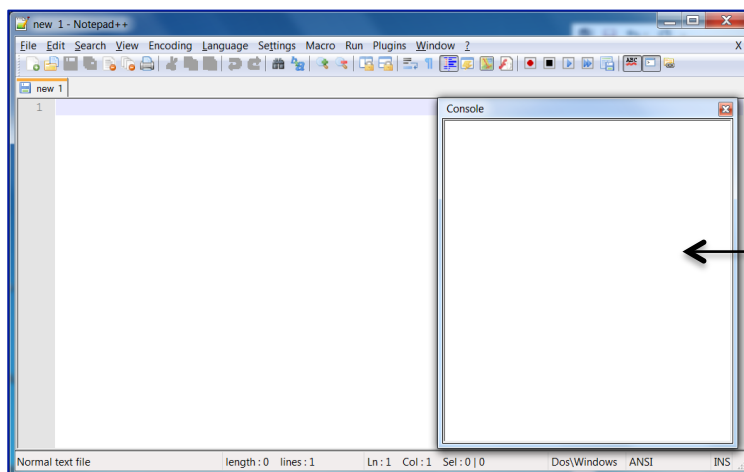 new 1 - Notepad++
File Edit Search View Encoding Language Settings Macro Run Plugins Window ? X
ABC
new 1
1
Console
Normal text file length : 0 lines : 1 Ln : 1 Col : 1 Sel : 0 | 0 Dos\Windows ANSI INS